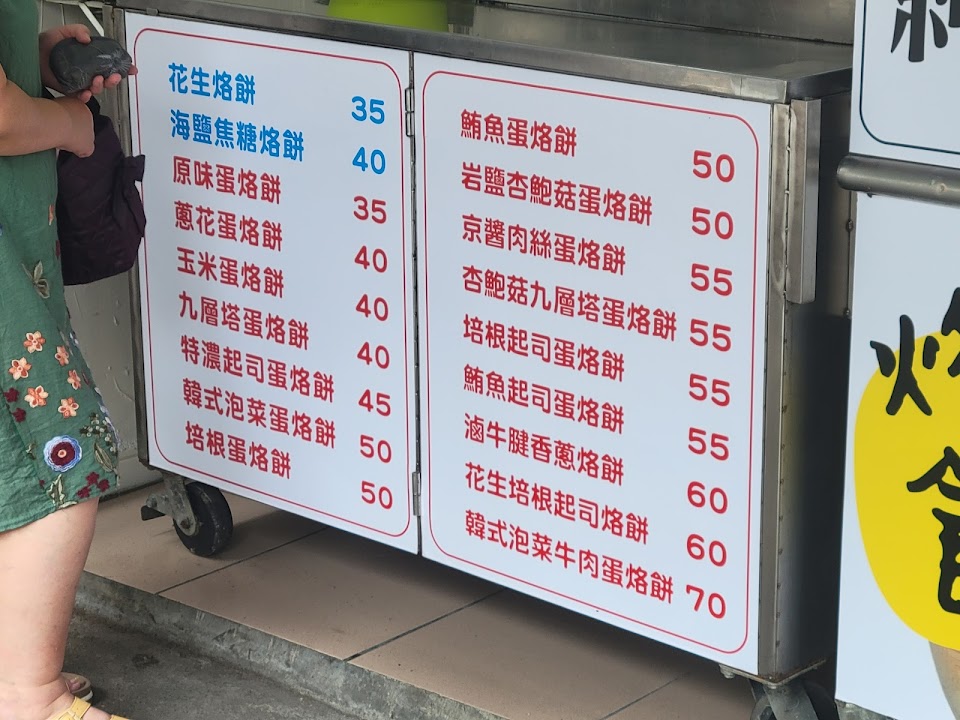 花生烙餅 35
海鹽焦糖烙餅 40
原味蛋烙餅 35
蔥花蛋烙餅 40
玉米蛋烙餅 40
九層塔蛋烙餅 40
特濃起司蛋烙餅 45
韓式泡菜蛋烙餅 50
培根蛋烙餅 50
鮪魚蛋烙餅 50
岩鹽杏鮑菇蛋烙餅 50
京醬肉絲蛋烙餅 55
杏鮑菇九層塔蛋烙餅 55
培根起司蛋烙餅 55
鮪魚起司蛋烙餅 55
滷牛腱香蔥烙餅 60
花生培根起司烙餅 60
韓式泡菜牛肉蛋烙餅 70